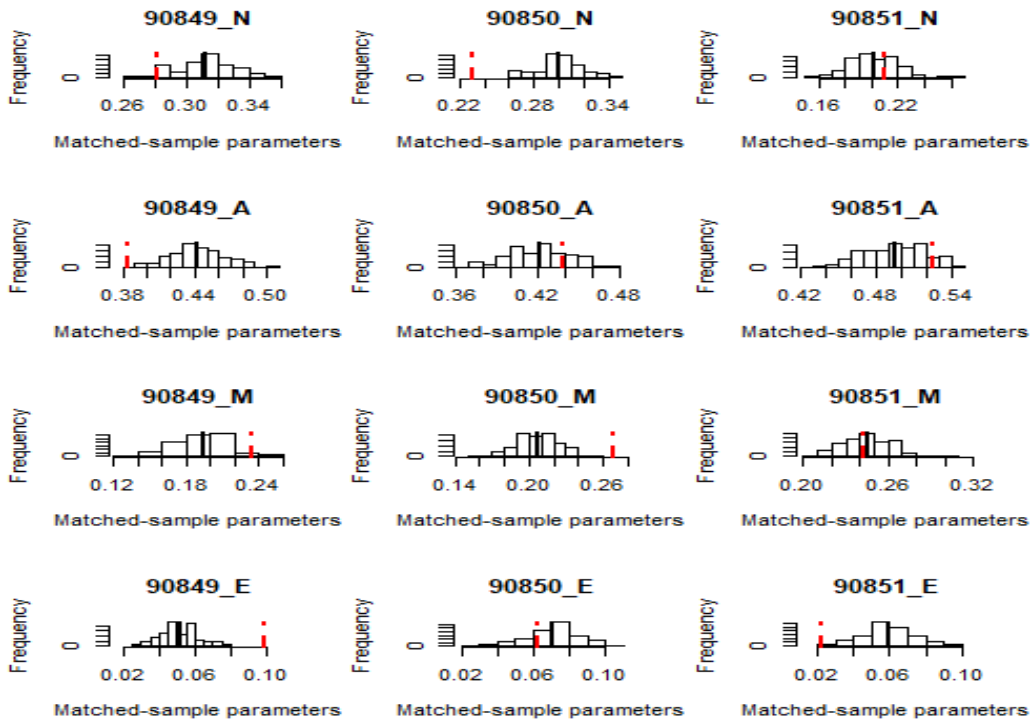 90849_N 90850_N 90851_N
Frequency 0 Frequency 0 Frequency 0
0.26 0.30 0.34 0.22 0.28 0.34 0.16 0.22
Matched-sample parameters Matched-sample parameters Matched-sample parameters
90849_A 90850_A 90851_A
Frequency 0 Frequency 0 Frequency 0
0.38 0.44 0.50 0.36 0.42 0.48 0.42 0.48 0.54
Matched-sample parameters Matched-sample parameters Matched-sample parameters
90849_M 90850_M 90851_M
Frequency 0 Frequency 0 Frequency 0
0.12 0.18 0.24 0.14 0.20 0.26 0.20 0.26 0.32
Matched-sample parameters Matched-sample parameters Matched-sample parameters
90849_E 90850_E 90851_E
Frequency 0 Frequency 0 Frequency 0
0.02 0.06 0.10 0.02 0.06 0.10 0.02 0.06 0.10
Matched-sample parameters Matched-sample parameters Matched-sample parameters